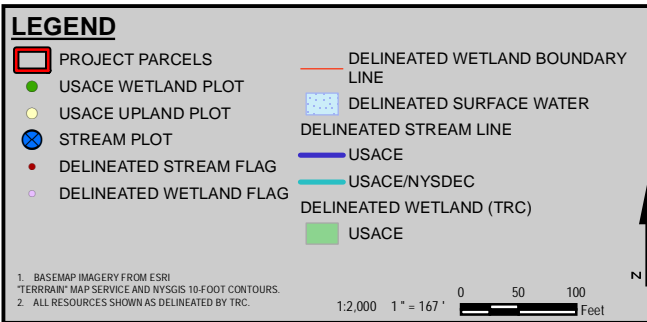 LEGEND
PROJECT PARCELS
USACE WETLAND PLOT
USACE UPLAND PLOT
STREAM PLOT
DELINEATED STREAM FLAG
DELINEATED WETLAND FLAG
DELINEATED WETLAND BOUNDARY
LINE
DELINEATED SURFACE WATER
DELINEATED STREAM LINE
USACE
USACE/NYSDEC
DELINEATED WETLAND (TRC)
USACE
1. BASEMAP IMAGERY FROM ESRI
"TERRRAIN" MAP SERVICE AND NYSGIS 10-FOOT CONTOURS.
2. ALL RESOURCES SHOWN AS DELINEATED BY TRC.
1:2,000 1 " = 167 '
0 50 100
Feet
N